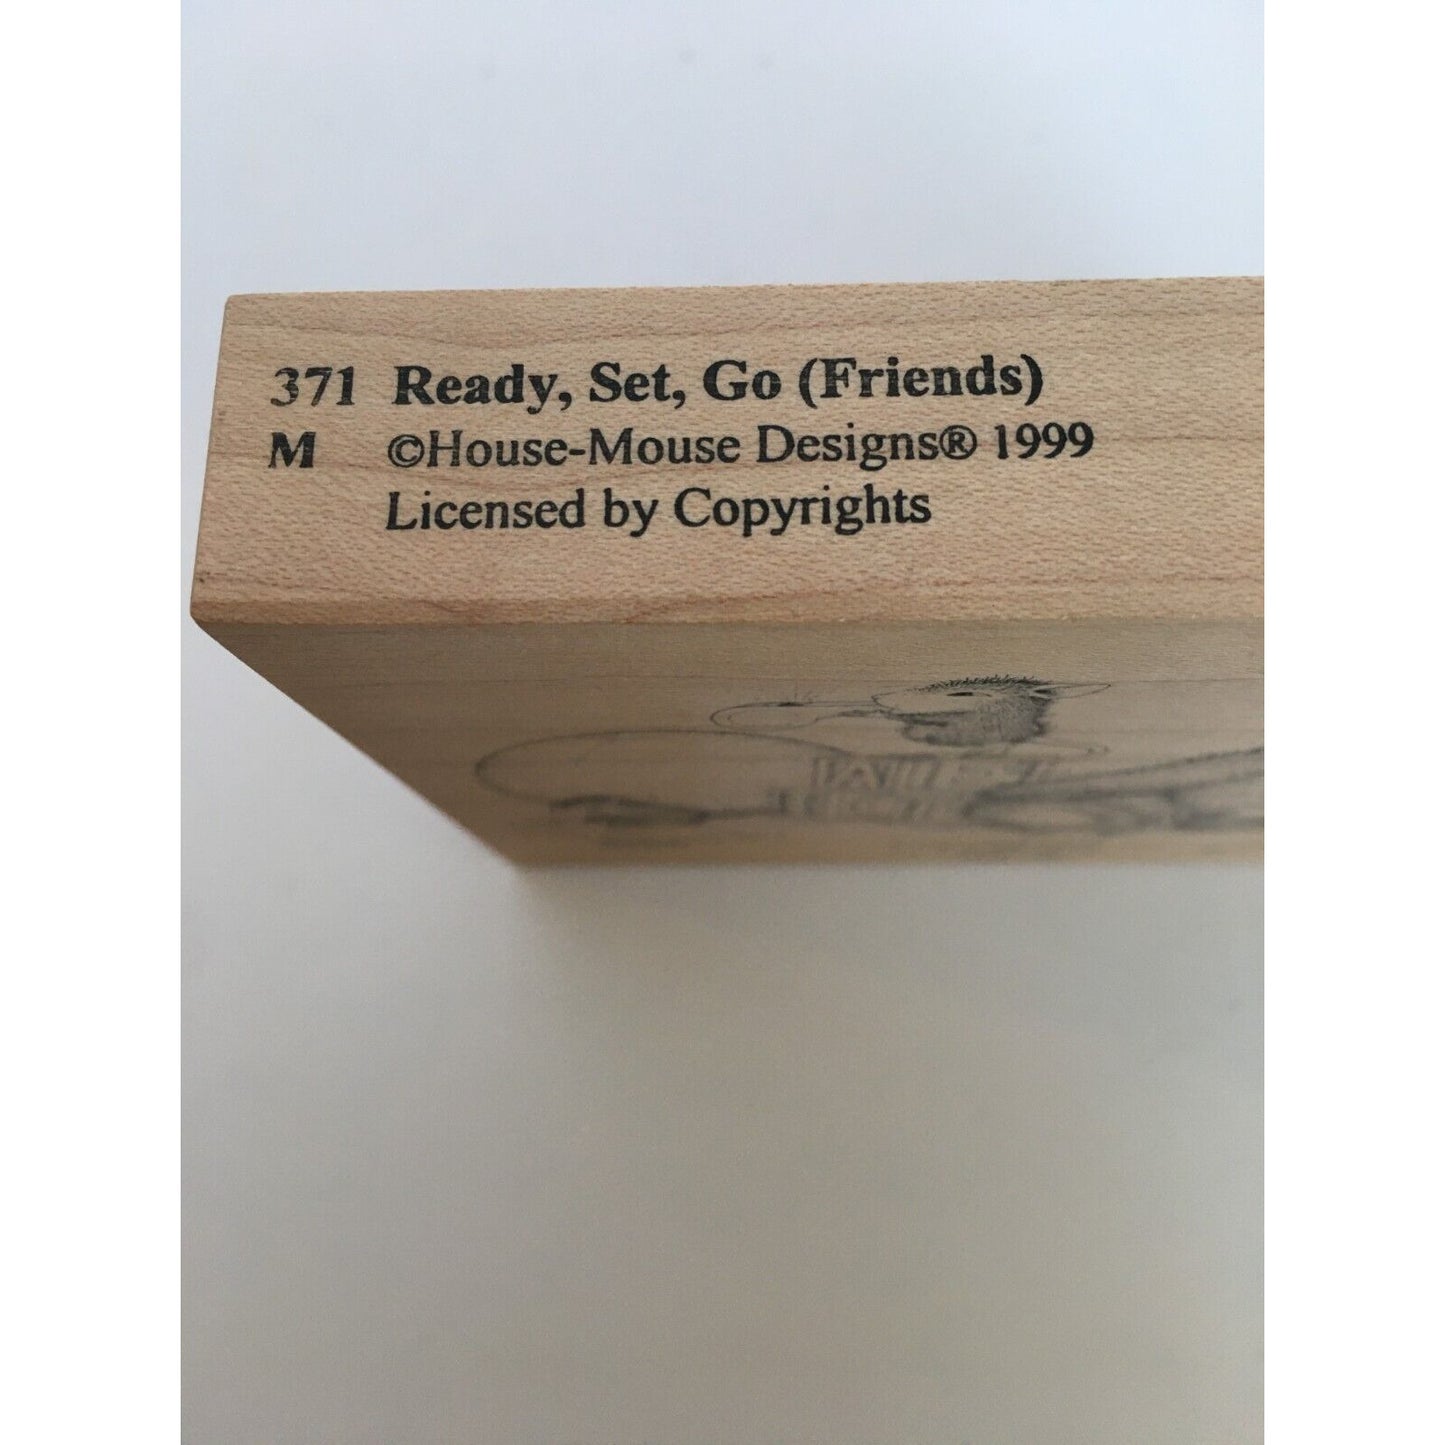 371 Ready, Set, Go (Friends)
M ©House-Mouse Designs® 1999
Licensed by Copyrights